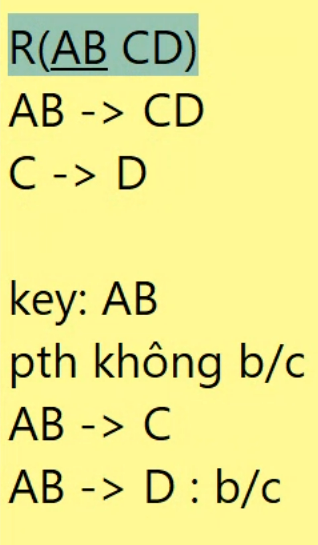 R(AB CD)
AB -> CD
C -> D
key: AB
pth không b/c
AB -> C
AB -> D : b/c